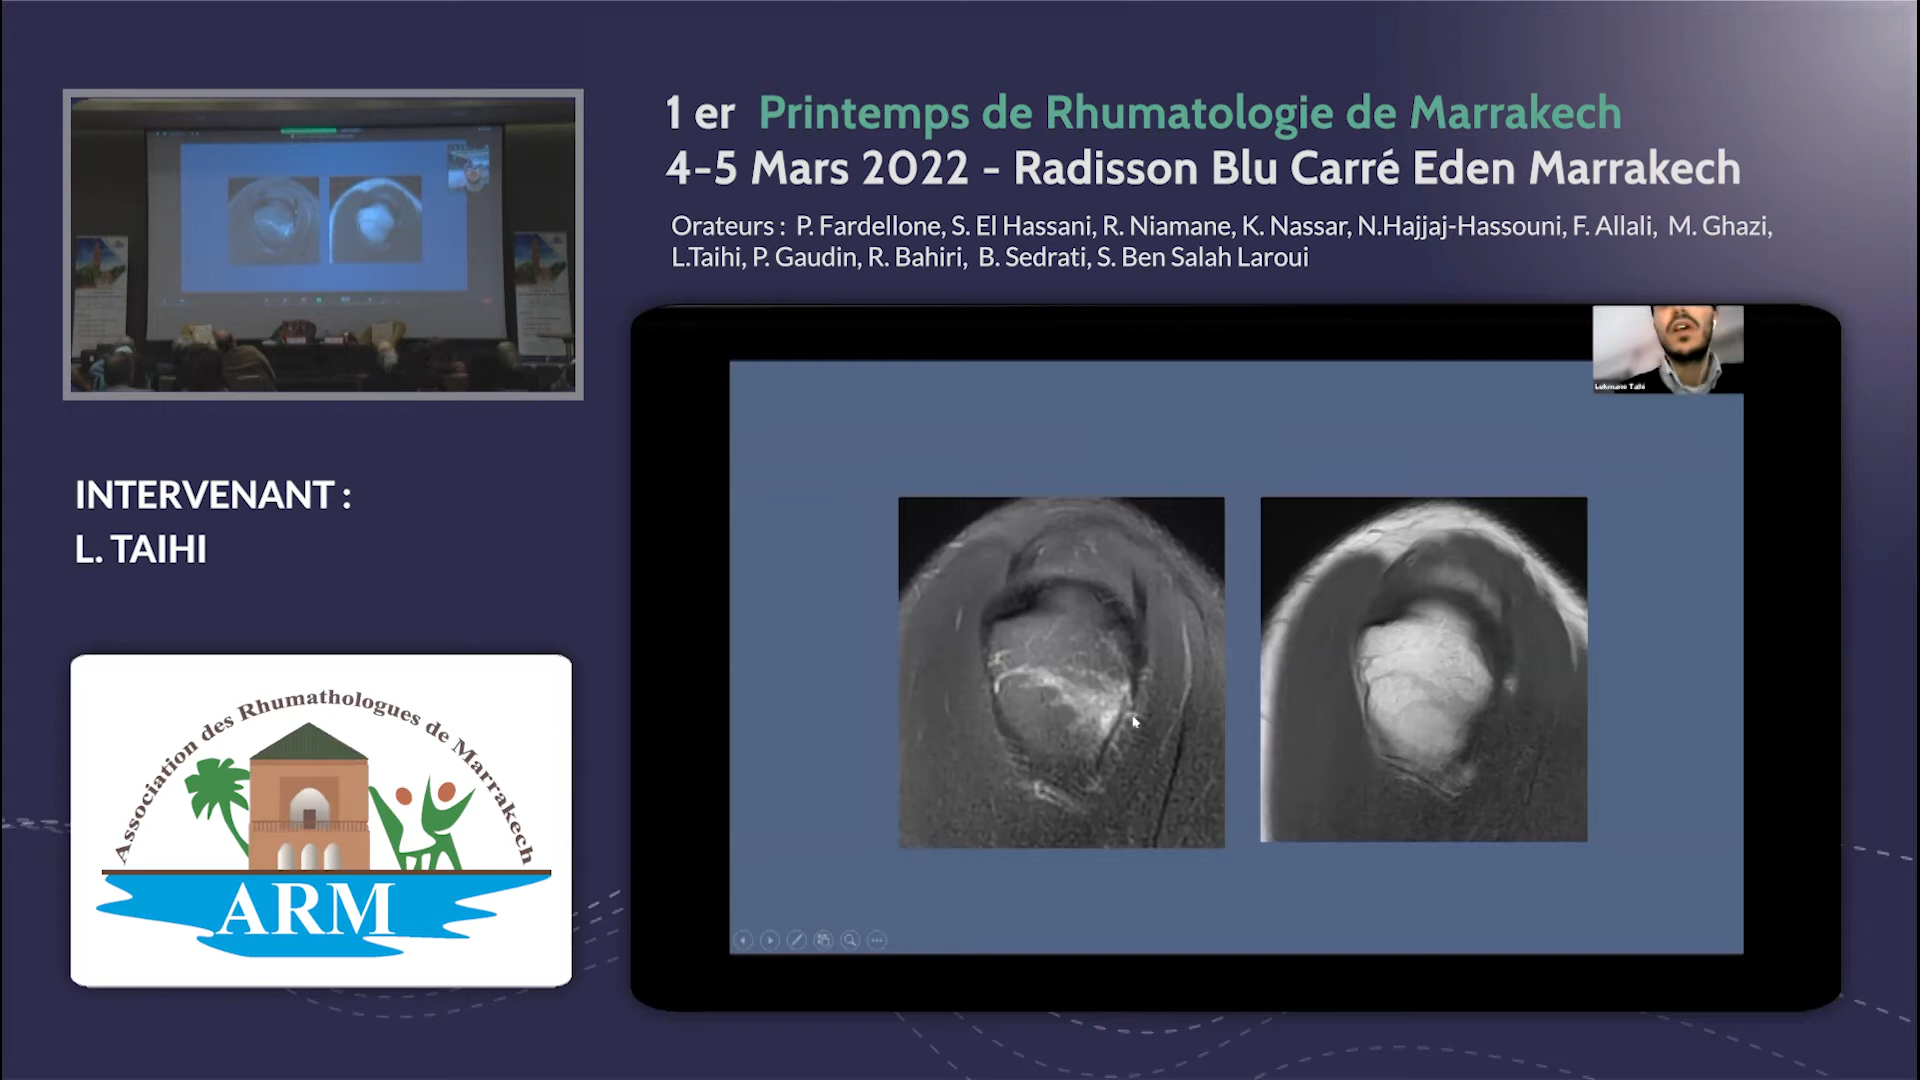 1 er Printemps de Rhumatologie de Marrakech
4-5 Mars 2022 - Radisson Blu Carré Eden Marrakech
Orateurs : P. Fardellone, S. El Hassani, R. Niamane, K. Nassar, N.Hajjaj-Hassouni, F. Allali, M. Ghazi,
L.Taihi, P. Gaudin, R. Bahiri, B. Sedrati, S. Ben Salah Laroui
Lokmane Taihi
INTERVENANT :
L. TAIHI
Association des Rhumathologues de Marrakech
ARM